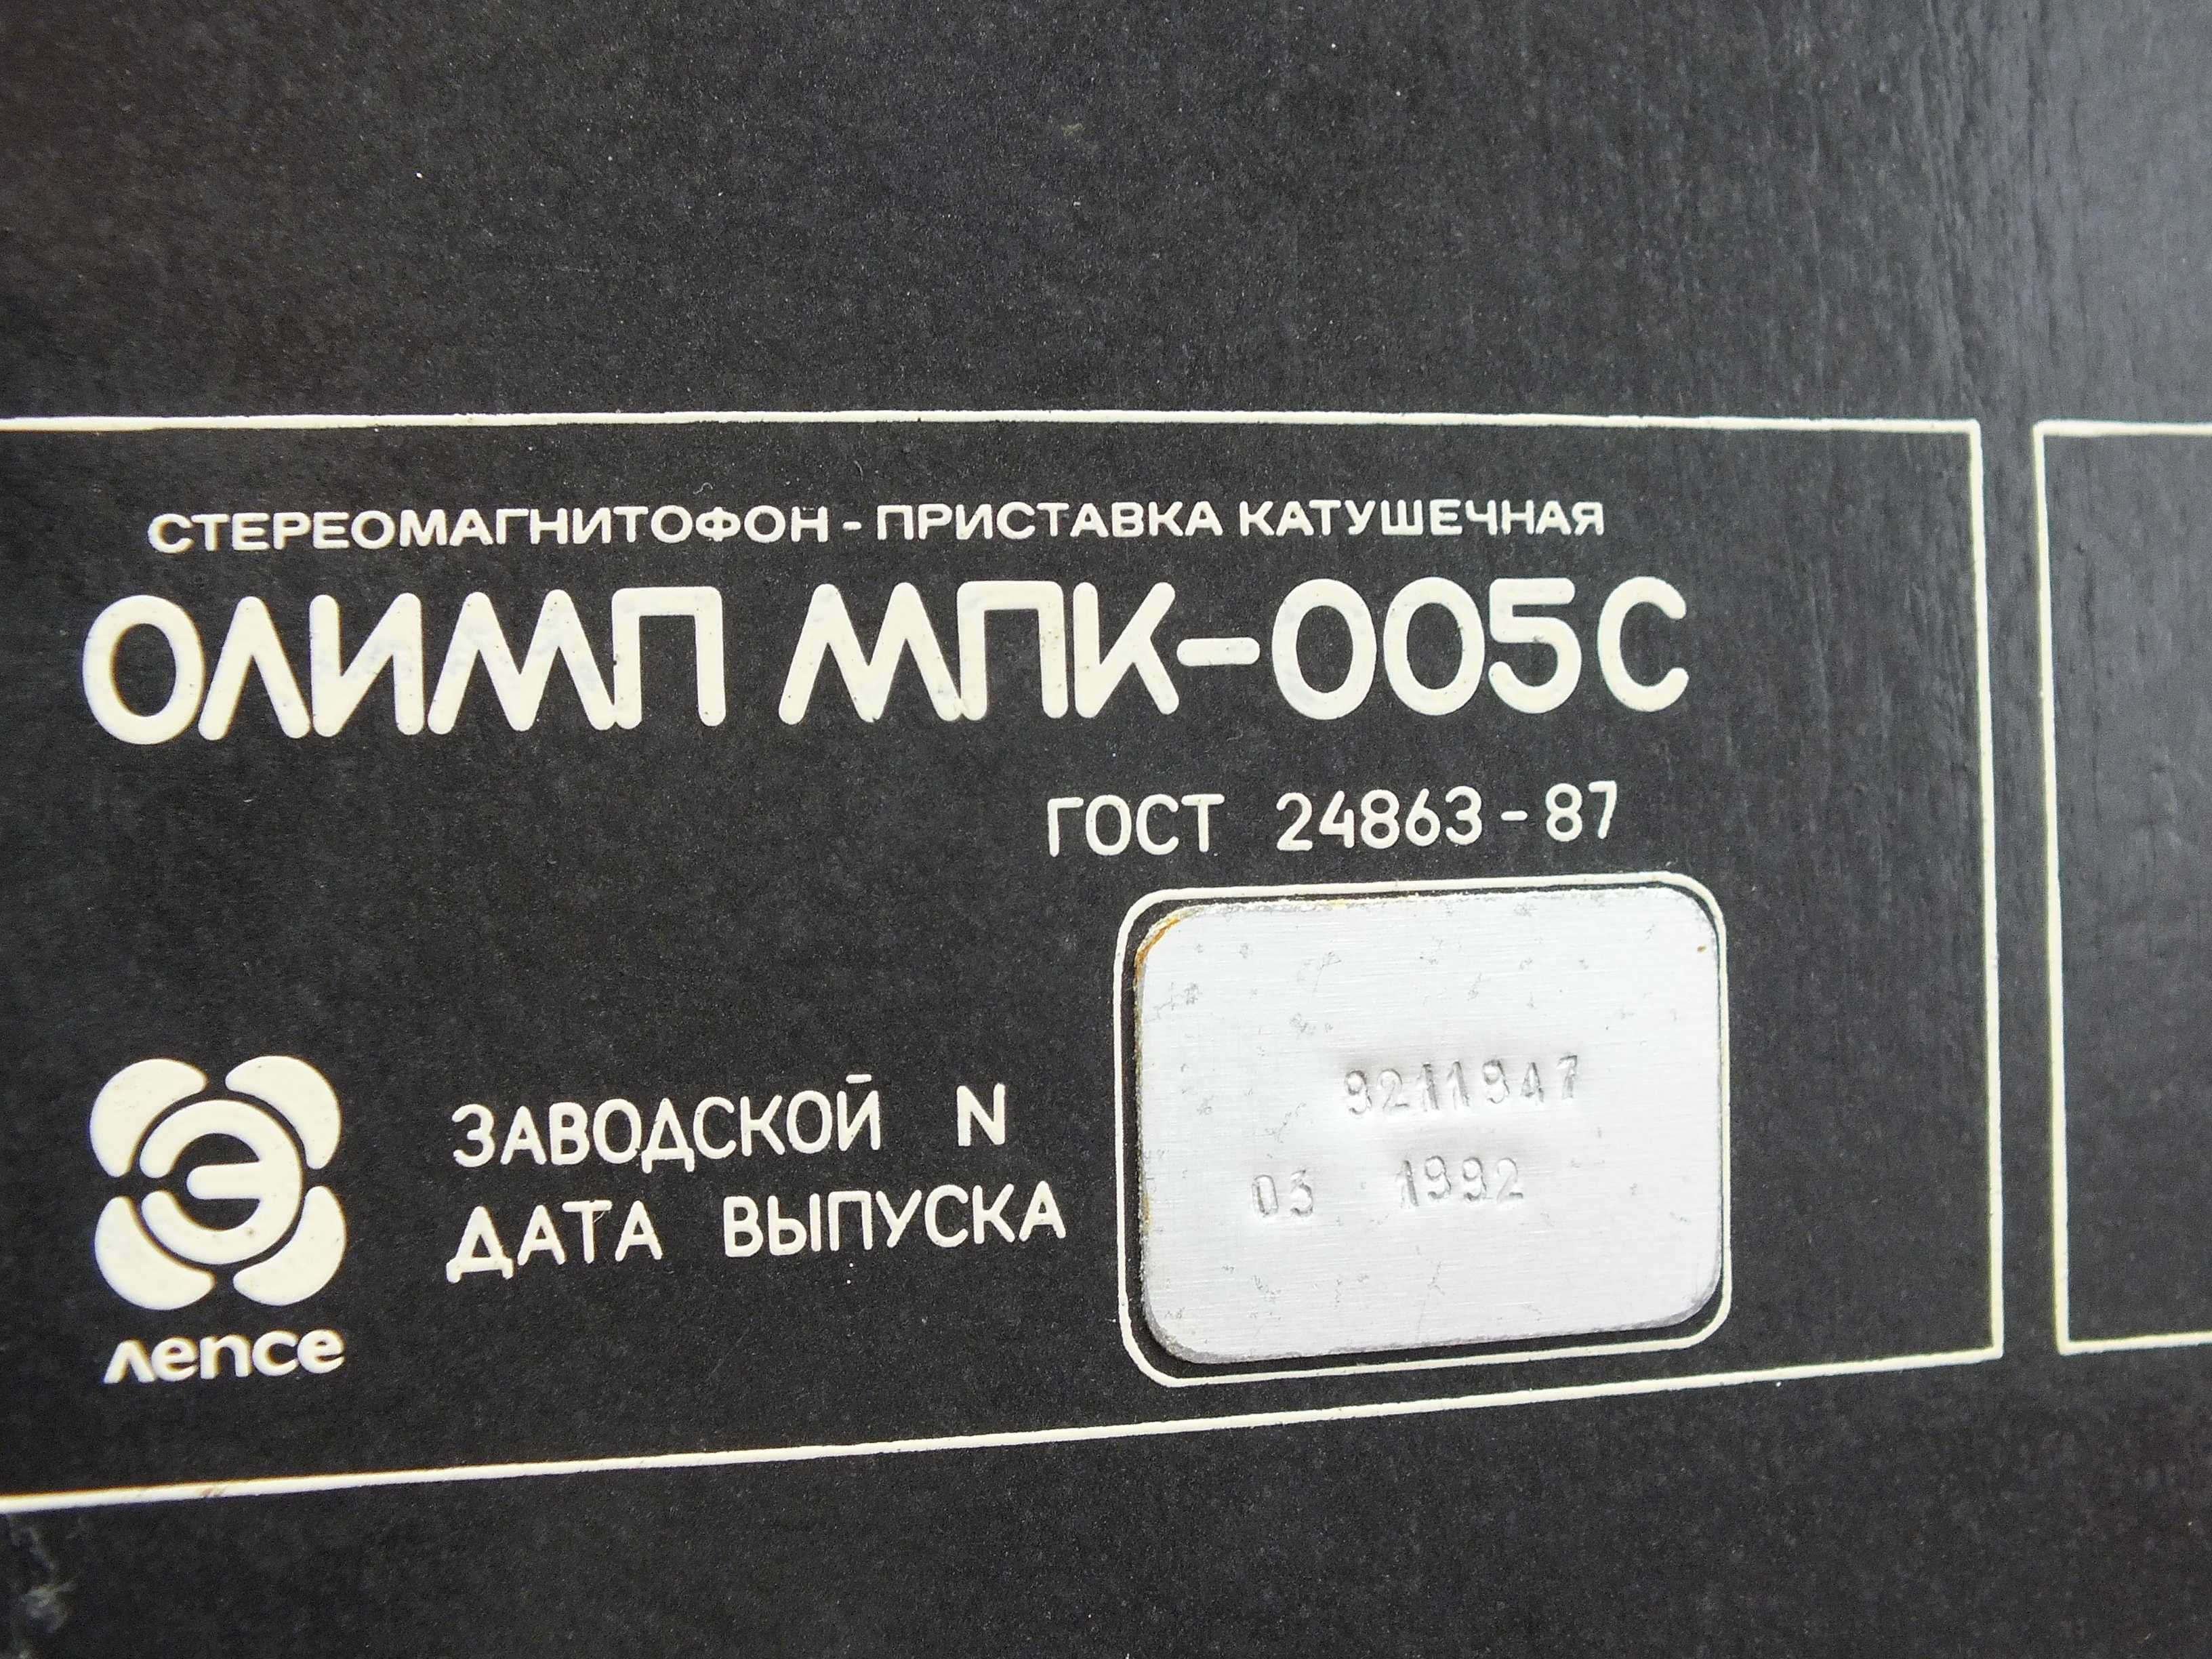 СТЕРЕОМАГНИТОФОН - ПРИСТАВКА КАТУШЕЧНАЯ
ОЛИМП МПК-005С
ГОСТ 24863-87
ЗАВОДСКОЙ N 9211947
ДАТА ВЫПУСКА 03 1992
Э
лепсе